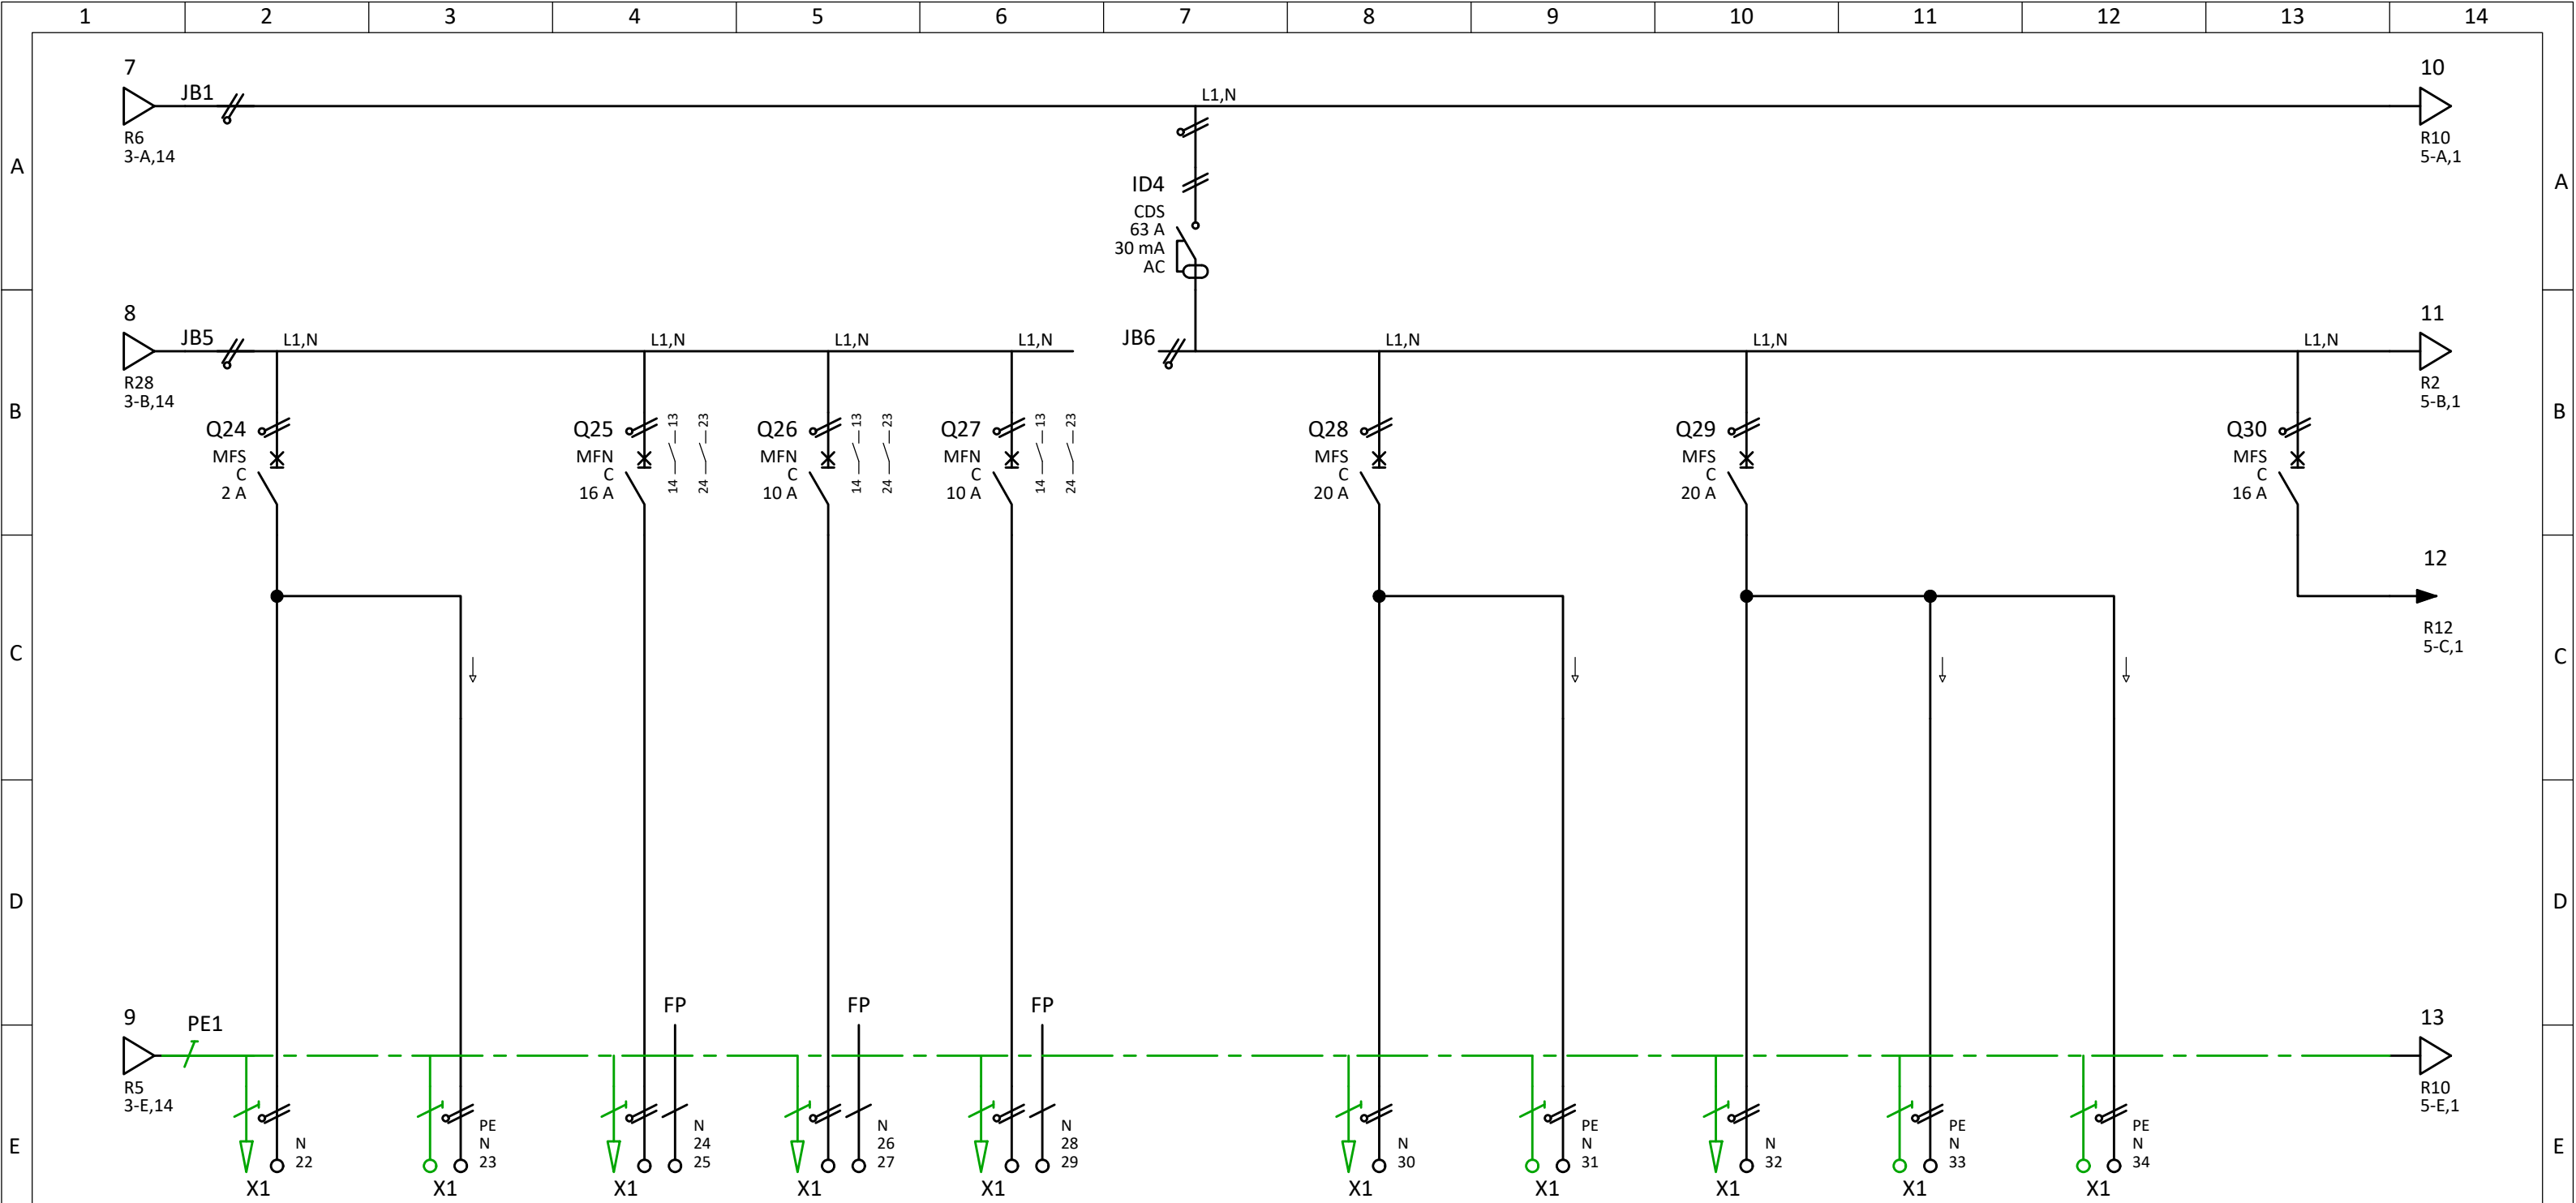 1 2 3 4 5 6 7 8 9 10 11 12 13 14
7
JB1
L1,N
10
R6
3-A,14
R10
5-A,1
A
A
ID4
CDS
63 A
30 mA
AC
8
JB5
L1,N
L1,N
L1,N
L1,N
JB6
L1,N
L1,N
L1,N
11
R28
3-B,14
R2
5-B,1
B
B
Q24
MFS
C
2 A
Q25
MFN
C
16 A
13
14
23
24
Q26
MFN
C
10 A
13
14
23
24
Q27
MFN
C
10 A
13
14
23
24
Q28
MFS
C
20 A
Q29
MFS
C
20 A
Q30
MFS
C
16 A
12
R12
5-C,1
C
C
D
D
9
PE1
FP
FP
FP
13
R5
3-E,14
R10
5-E,1
E
E
N
22
X1
PE
N
23
X1
N
24
25
X1
N
26
27
X1
N
28
29
X1
N
30
X1
PE
N
31
X1
N
32
X1
PE
N
33
X1
PE
N
34
X1